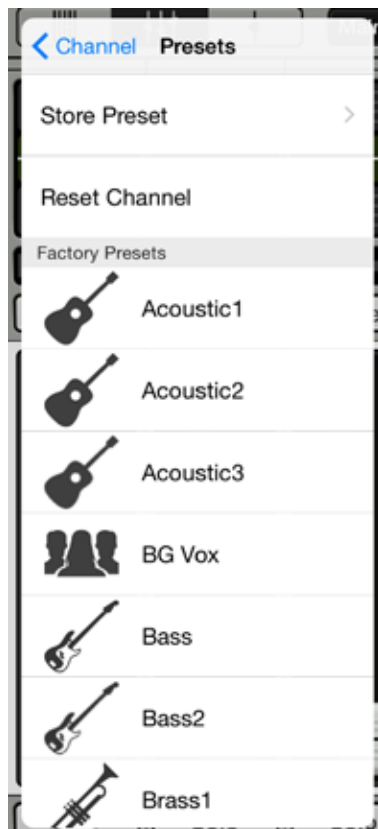 Channel Presets
Store Preset
Reset Channel
Factory Presets
Acoustic1
Acoustic2
Acoustic3
BG Vox
Bass
Bass2
Brass1